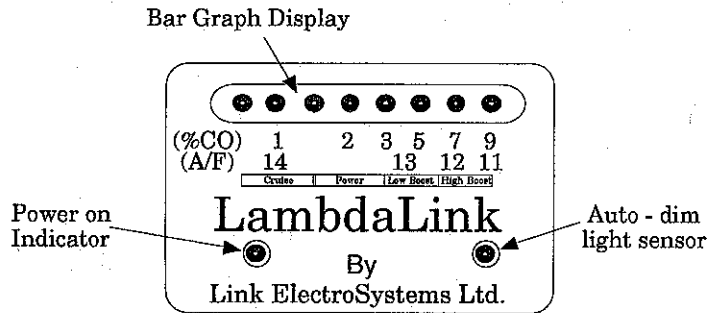 Bar Graph Display
(%CO) 1 2 3 5 7 9
(A/F) 14 13 12 11
Cruise Power Low Boost High Boost
LambdaLink
Power on
Indicator
Auto - dim
light sensor
By
Link ElectroSystems Ltd.